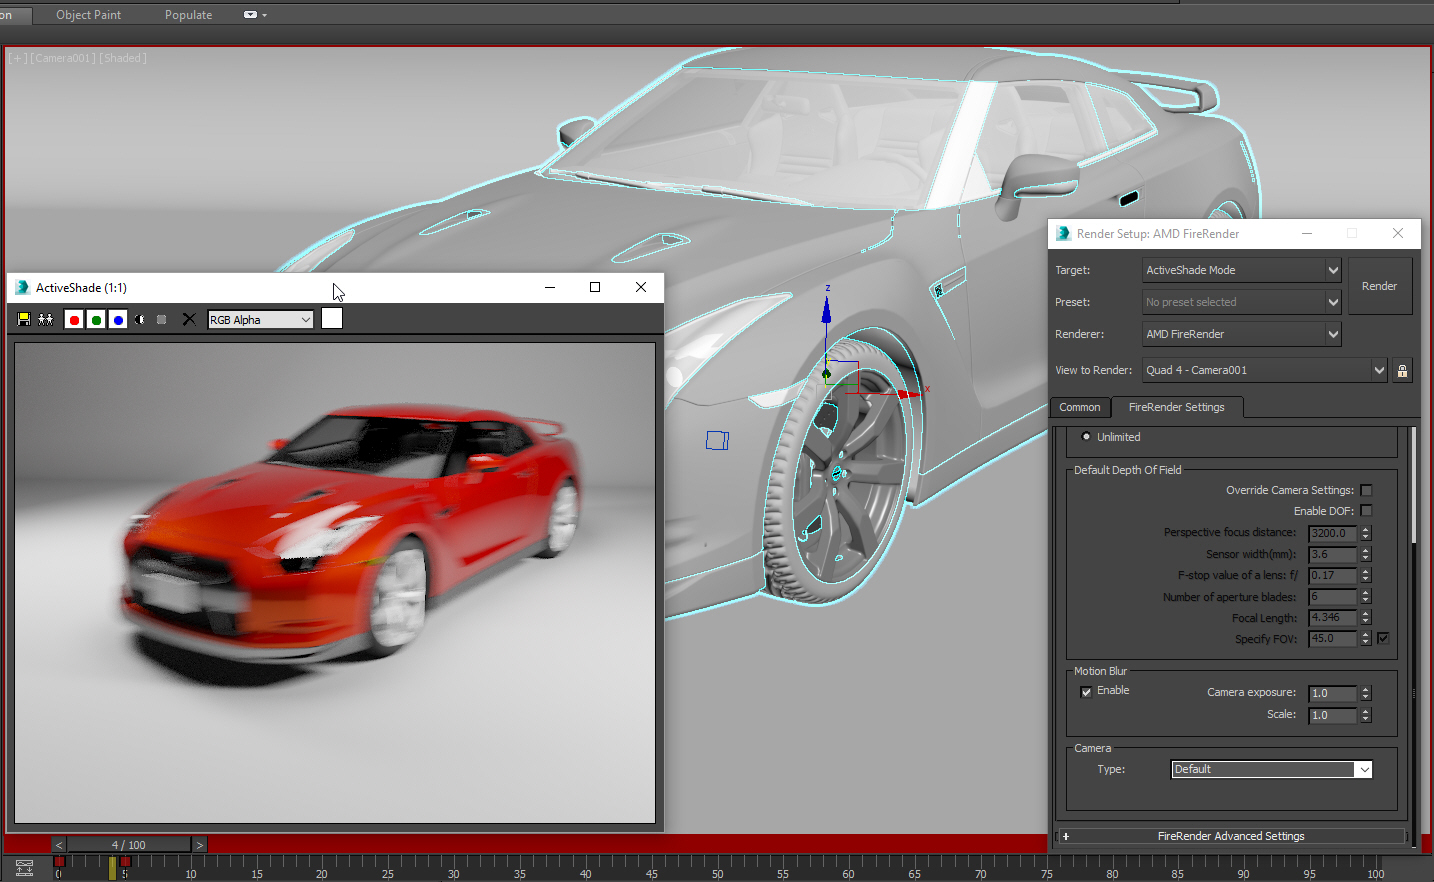 on
Object Paint
Populate
[+][Camera001][Shaded]
z
x
ActiveShade (1:1)
RGB Alpha
Render Setup: AMD FireRender
Target:
ActiveShade Mode
Render
Preset:
No preset selected
Renderer:
AMD FireRender
View to Render:
Quad 4 - Camera001
Common
FireRender Settings
Unlimited
Default Depth Of Field
Override Camera Settings:
Enable DOF:
Perspective focus distance: 3200.0
Sensor width(mm): 3.6
F-stop value of a lens: f/ 0.17
Number of aperture blades: 6
Focal Length: 4.346
Specify FOV: 45.0
Motion Blur
Enable
Camera exposure: 1.0
Scale: 1.0
Camera
Type: Default
+ FireRender Advanced Settings
< 4 / 100 >
0 5 10 15 20 25 30 35 40 45 50 55 60 65 70 75 80 85 90 95 100